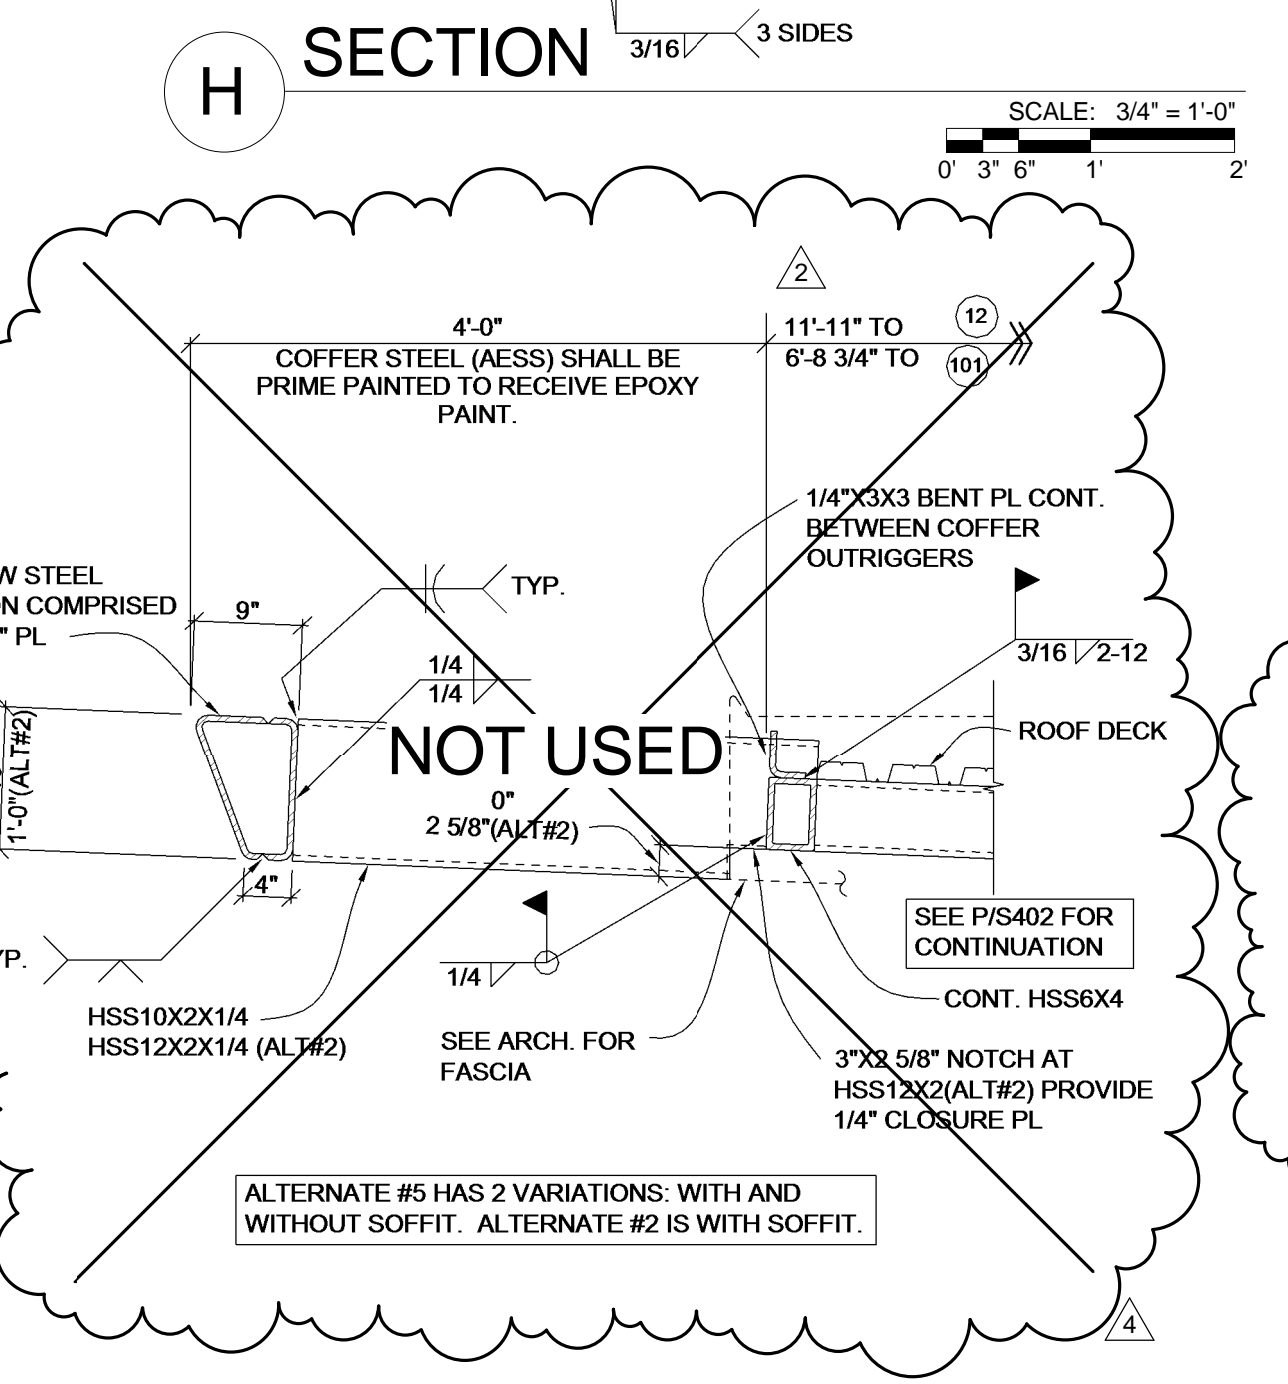 3/16
3 SIDES
H
SECTION
SCALE: 3/4" = 1'-0"
0' 3" 6" 1' 2'
2
4'-0"
COFFER STEEL (AESS) SHALL BE
PRIME PAINTED TO RECEIVE EPOXY
PAINT.
11'-11" TO
6'-8 3/4" TO
12
101
1/4"X3X3 BENT PL CONT.
BETWEEN COFFER
OUTRIGGERS
W STEEL
ON COMPRISED
" PL
9"
TYP.
1/4
1/4
3/16
2-12
1'-0"(ALT#2)
NOT USED
ROOF DECK
0"
2 5/8"(ALT#2)
4"
YP.
1/4
SEE P/S402 FOR
CONTINUATION
HSS10X2X1/4
HSS12X2X1/4 (ALT#2)
SEE ARCH. FOR
FASCIA
CONT. HSS6X4
3"X2 5/8" NOTCH AT
HSS12X2(ALT#2) PROVIDE
1/4" CLOSURE PL
ALTERNATE #5 HAS 2 VARIATIONS: WITH AND
WITHOUT SOFFIT. ALTERNATE #2 IS WITH SOFFIT.
4